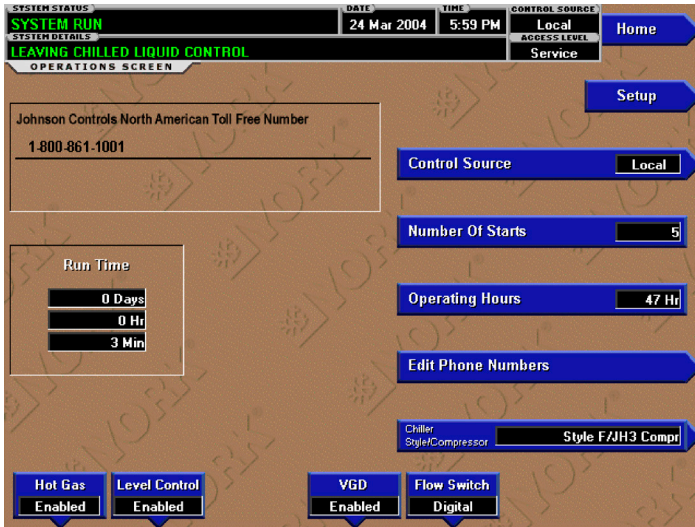 SYSTEM STATUS
SYSTEM RUN
DATE
24 Mar 2004
TIME
5:59 PM
CONTROL SOURCE
Local
Home
SYSTEM DETAILS
LEAVING CHILLED LIQUID CONTROL
ACCESS LEVEL
Service
OPERATIONS SCREEN
Setup
Johnson Controls North American Toll Free Number
1-800-861-1001
Control Source
Local
Number Of Starts
5
Run Time
0 Days
0 Hr
3 Min
Operating Hours
47 Hr
Edit Phone Numbers
Chiller
Style/Compressor
Style F/JH3 Compr
Hot Gas
Enabled
Level Control
Enabled
VGD
Enabled
Flow Switch
Digital
YORK